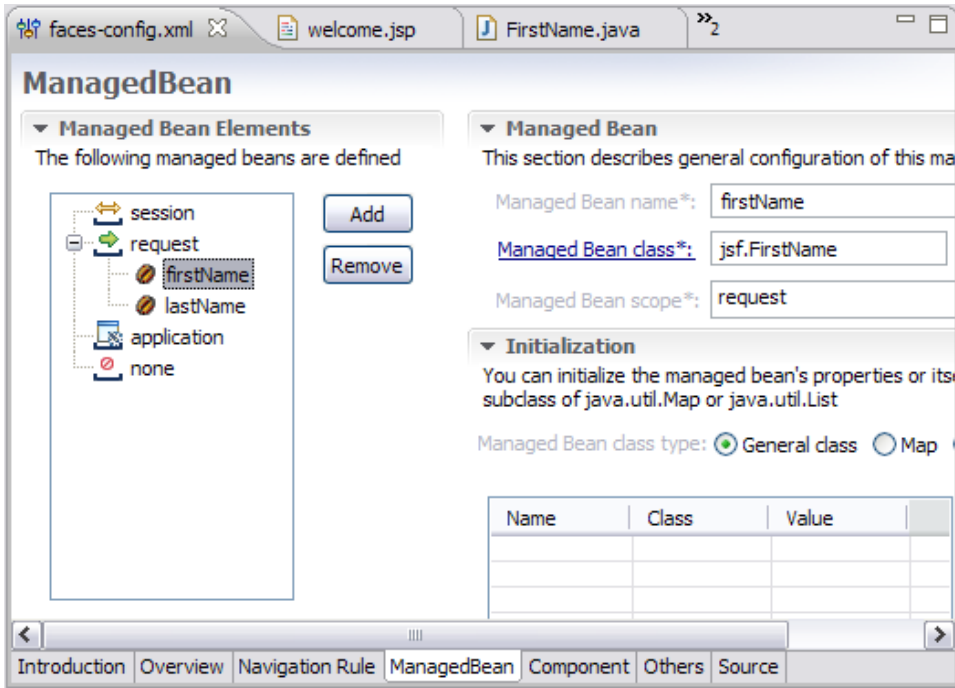 faces-config.xml welcome.jsp FirstName.java »2
ManagedBean
Managed Bean Elements
The following managed beans are defined
session
request
firstName
lastName
application
none
Add
Remove
Managed Bean
This section describes general configuration of this ma
Managed Bean name*: firstName
Managed Bean class*: jsf.FirstName
Managed Bean scope*: request
Initialization
You can initialize the managed bean's properties or its
subclass of java.util.Map or java.util.List
Managed Bean class type: General class Map
Name Class Value
Introduction Overview Navigation Rule ManagedBean Component Others Source